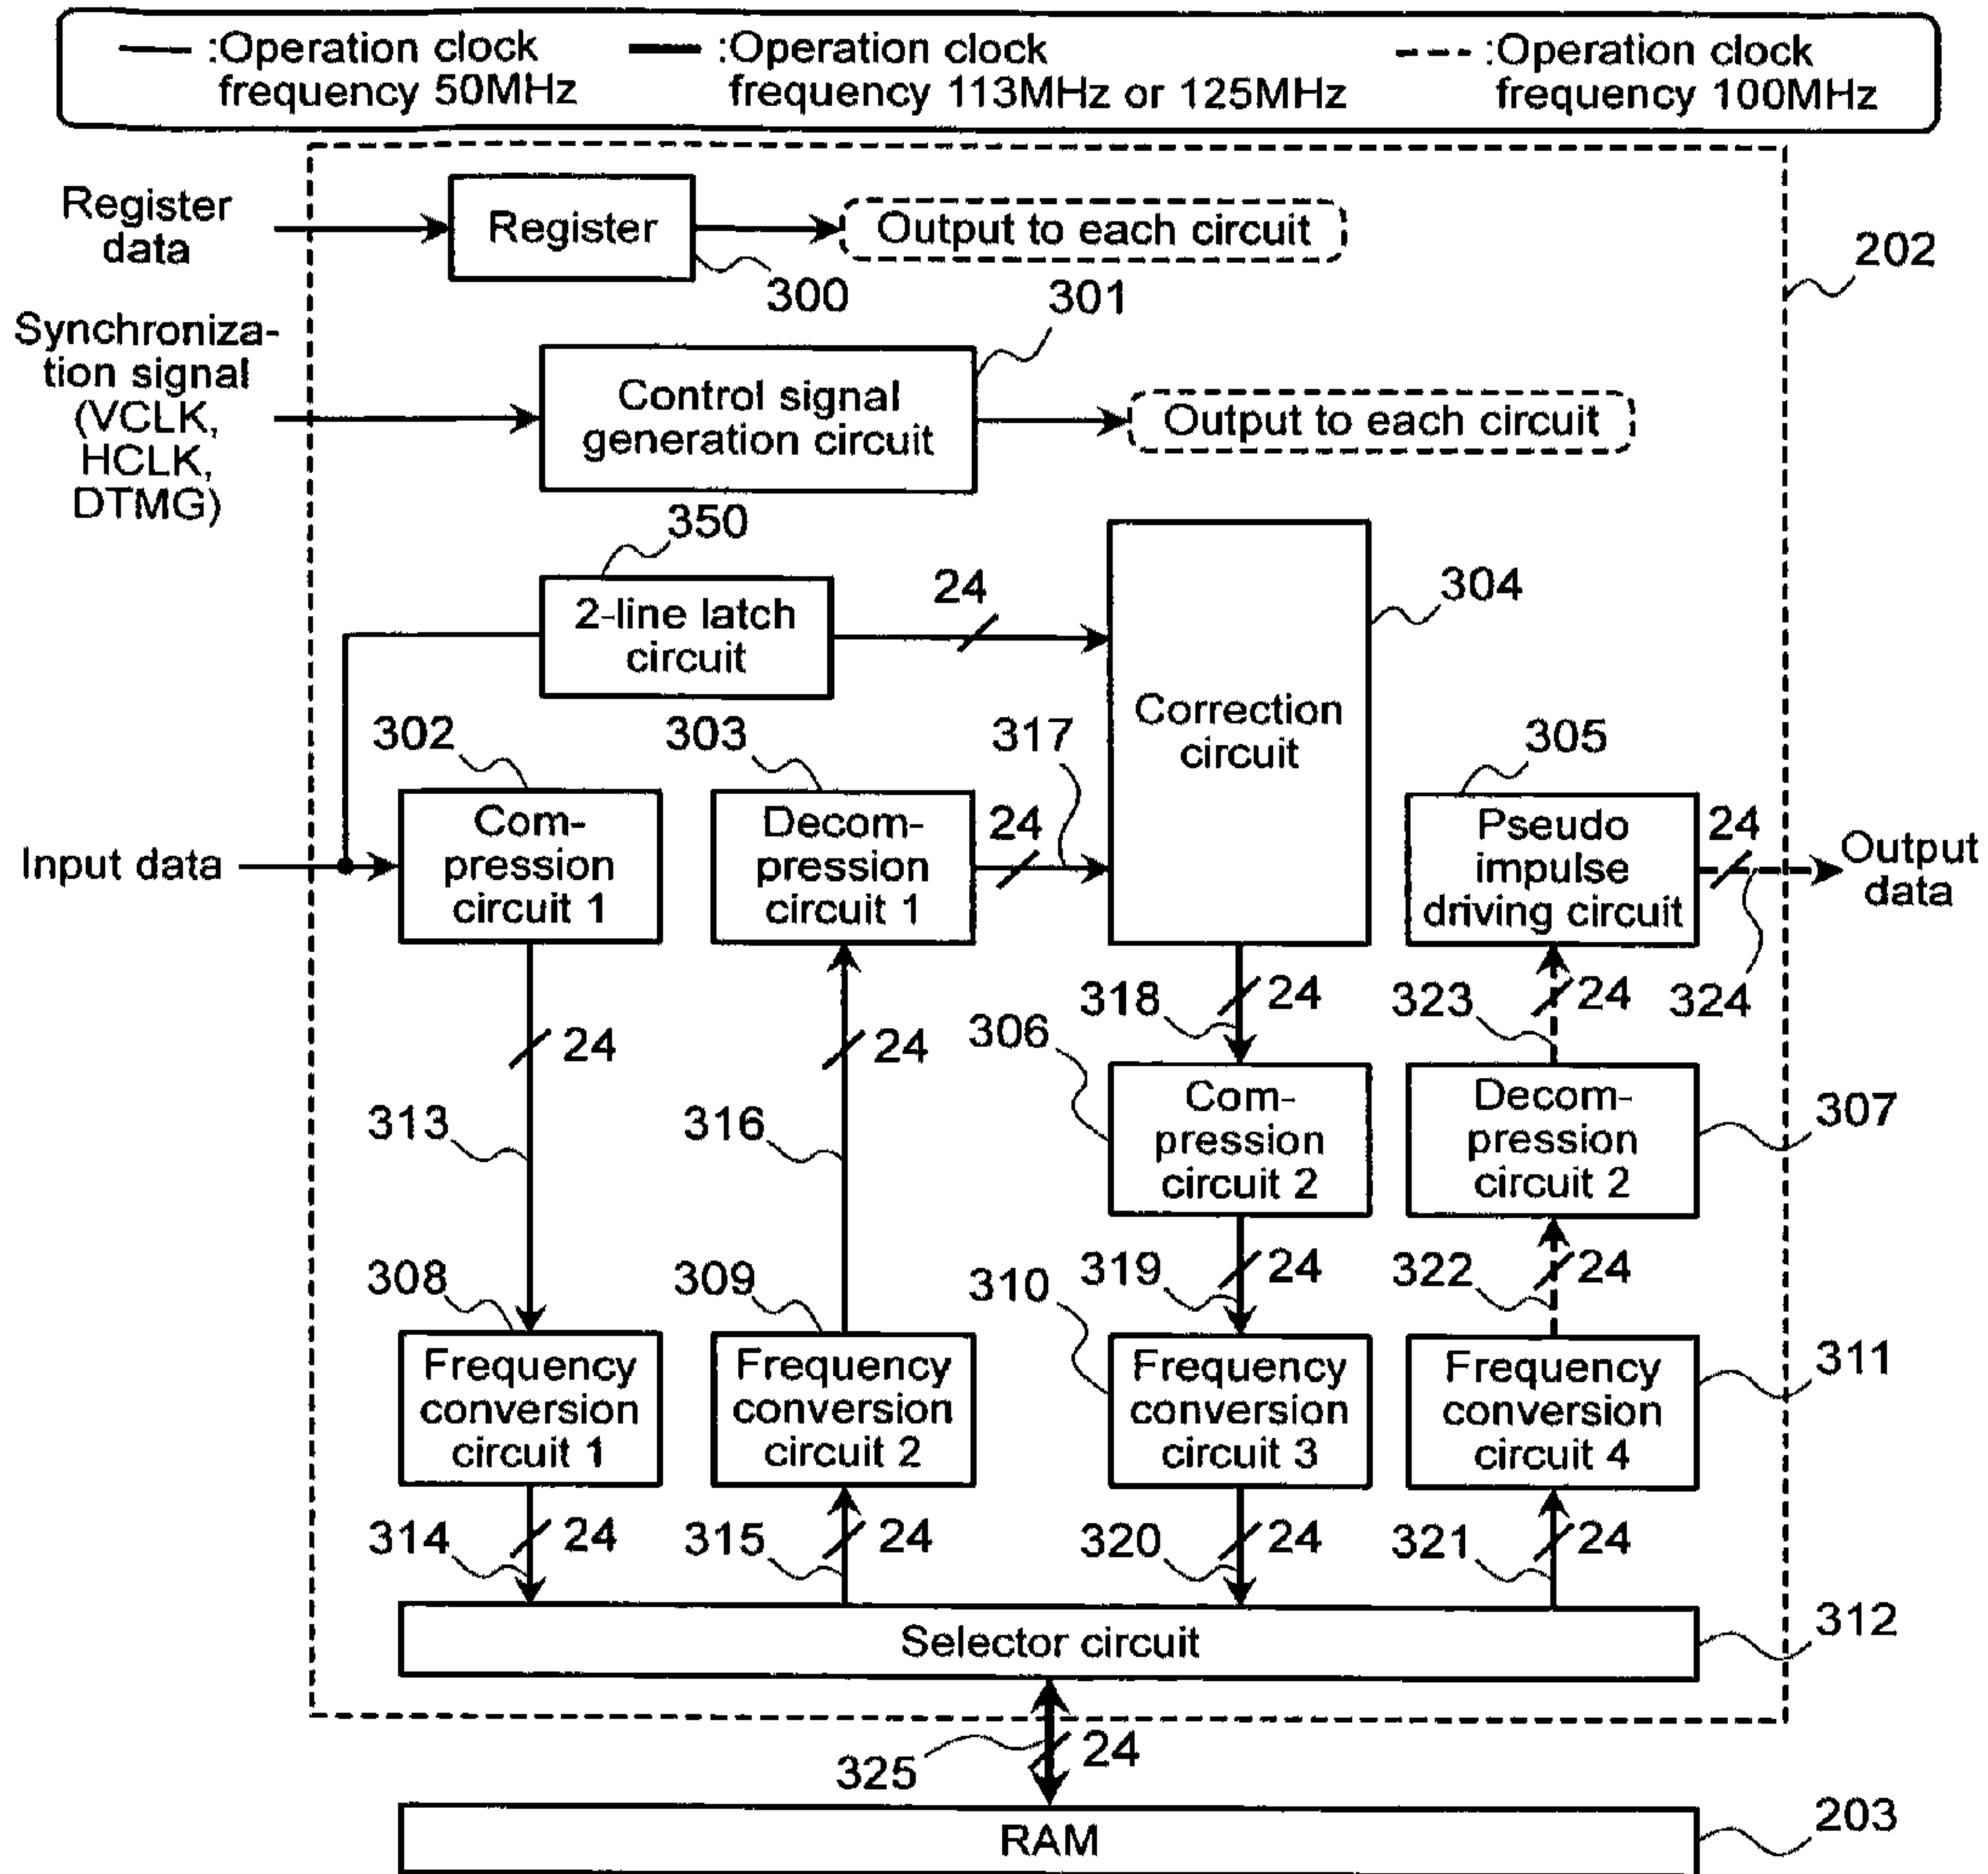 :Operation clock
frequency 50MHz
:Operation clock
frequency 113MHz or 125MHz
:Operation clock
frequency 100MHz
Register
data
Register
Output to each circuit
300
202
Synchroniza-
tion signal
(VCLK,
HCLK,
DTMG)
301
Control signal
generation circuit
Output to each circuit
350
2-line latch
circuit
24
304
Correction
circuit
302
303
317
305
Input data
Com-
pression
circuit 1
Decom-
pression
circuit 1
24
Pseudo
impulse
driving circuit
24
Output
data
313
24
316
24
318
24
323
24
324
306
Com-
pression
circuit 2
Decom-
pression
circuit 2
307
308
309
310
319
24
322
24
Frequency
conversion
circuit 1
Frequency
conversion
circuit 2
Frequency
conversion
circuit 3
Frequency
conversion
circuit 4
311
314
24
315
24
320
24
321
24
Selector circuit
312
325
24
RAM
203